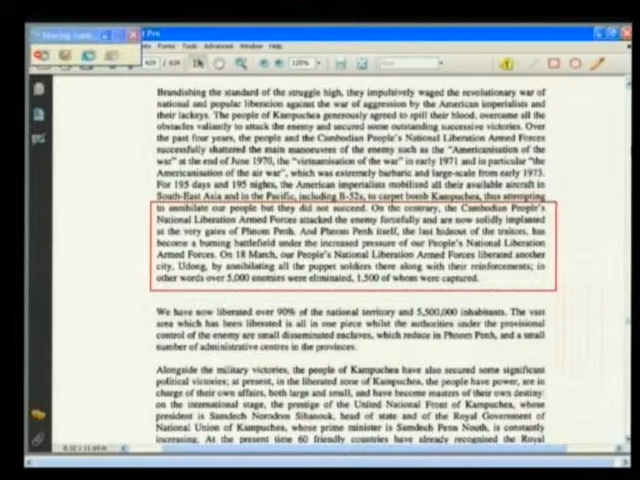 Sharing Tools
t Pro
Forms Tools Advanced Window Help
429 / 634
125%
Find
Brandishing the standard of the struggle high, they impulsively waged the revolutionary war of
national and popular liberation against the war of aggression by the American imperialists and
their lackeys. The people of Kampuchea generously agreed to spill their blood, overcame all the
obstacles valiantly to attack the enemy and secured some outstanding successive victories. Over
the past four years, the people and the Cambodian People's National Liberation Armed Forces
successfully shattered the main manoeuvres of the enemy such as the "Americanisation of the
war" at the end of June 1970, the "vietnamisation of the war" in early 1971 and in particular "the
Americanisation of the air war", which was extremely barbaric and large-scale from early 1973.
For 195 days and 195 nights, the American imperialists mobilised all their available aircraft in
South-East Asia and in the Pacific, including B-52s, to carpet bomb Kampuchea, thus attempting
to annihilate our people but they did not succeed. On the contrary, the Cambodian People's
National Liberation Armed Forces attacked the enemy forcefully and are now solidly implanted
at the very gates of Phnom Penh. And Phnom Penh itself, the last hideout of the traitors, has
become a burning battlefield under the increased pressure of our People's National Liberation
Armed Forces. On 18 March, our People's National Liberation Armed Forces liberated another
city, Udong, by annihilating all the puppet soldiers there along with their reinforcements; in
other words over 5,000 enemies were eliminated, 1,500 of whom were captured.
We have now liberated over 90% of the national territory and 5,500,000 inhabitants. The vast
area which has been liberated is all in one piece whilst the authorities under the provisional
control of the enemy are small disseminated enclaves, which reduce in Phnom Penh, and a small
number of administrative centres in the provinces.
Alongside the military victories, the people of Kampuchea have also secured some significant
political victories; at present, in the liberated zone of Kampuchea, the people have power, are in
charge of their own affairs, both large and small, and have become masters of their own destiny;
on the international stage, the prestige of the United National Front of Kampuchea, whose
president is Samdech Norodom Sihanouk, head of state and of the Royal Government of
National Union of Kampuchea, whose prime minister is Samdech Penn Nouth, is constantly
increasing. At the present time 60 friendly countries have already recognised the Royal
8.32 x 11.69 in